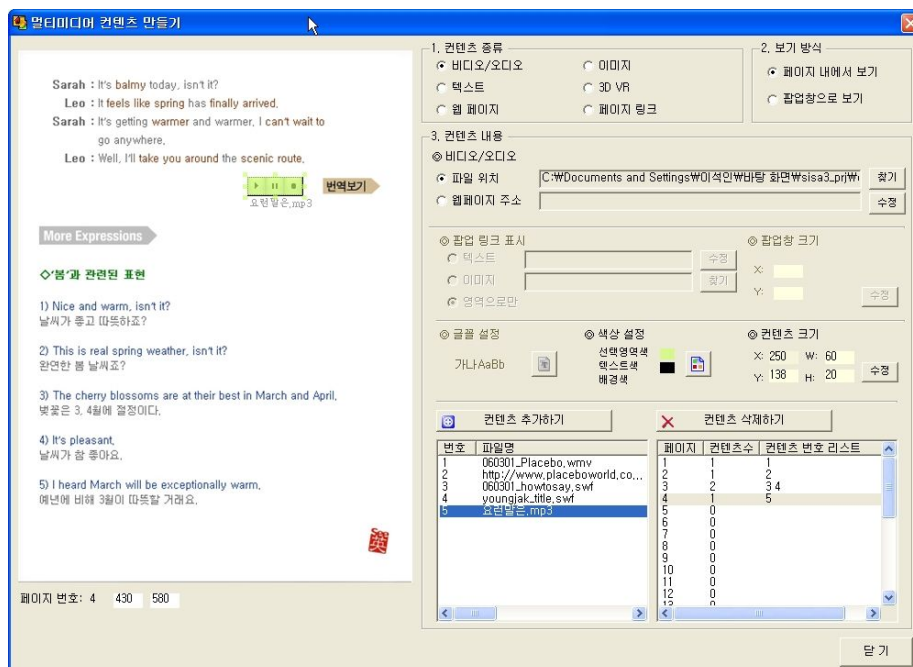 멀티미디어 컨텐츠 만들기
Sarah : It's balmy today, isn't it?
Leo : It feels like spring has finally arrived.
Sarah : It's getting warmer and warmer. I can't wait to
go anywhere.
Leo : Well, I'll take you around the scenic route.
번역보기
요런말은.mp3
More Expressions
◇'봄'과 관련된 표현
1) Nice and warm, isn't it?
날씨가 좋고 따뜻하죠?
2) This is real spring weather, isn't it?
완연한 봄 날씨죠?
3) The cherry blossoms are at their best in March and April.
벚꽃은 3, 4월에 절정이다.
4) It's pleasant.
날씨가 참 좋아요.
5) I heard March will be exceptionally warm.
예년에 비해 3월이 따뜻할 거래요.
英
페이지 번호: 4 430 580
1. 컨텐츠 종류
비디오/오디오 이미지
텍스트 3D VR
웹 페이지 페이지 링크
2. 보기 방식
페이지 내에서 보기
팝업창으로 보기
3. 컨텐츠 내용
비디오/오디오
파일 위치 C:₩Documents and Settings₩이석인₩바탕 화면₩sisa3_prj₩ 찾기
웹페이지 주소 수정
팝업 링크 표시
텍스트 수정
이미지 찾기
영역으로만
팝업창 크기
X:
Y: 수정
글꼴 설정
가나AaBb
색상 설정
선택영역색
텍스트색
배경색
컨텐츠 크기
X: 250 W: 60
Y: 138 H: 20 수정
컨텐츠 추가하기
번호 파일명
1 060301_Placebo.wmv
2 http://www.placeboworld.co...
3 060301_howtosay.swf
4 youngjak_title.swf
5 요런말은.mp3
컨텐츠 삭제하기
페이지 컨텐츠수 컨텐츠 번호 리스트
1 1 1
2 1 2
3 2 3 4
4 1 5
5 0
6 0
7 0
8 0
9 0
10 0
11 0
12 0
13 0
닫 기